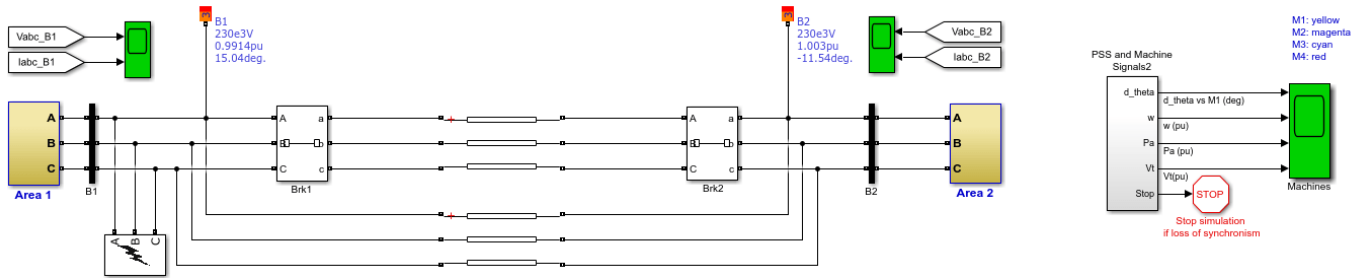 Vabc_B1
Iabc_B1
3
B1
230e3V
0.9914pu
15.04deg.
3
B2
230e3V
1.003pu
-11.54deg.
Vabc_B2
Iabc_B2
M1: yellow
M2: magenta
M3: cyan
M4: red
PSS and Machine
Signals2
d_theta
w
Pa
Vt
Stop
d_theta vs M1 (deg)
w (pu)
Pa (pu)
Vt(pu)
Machines
STOP
Stop simulation
if loss of synchronism
A
B
C
Area 1
B1
A
B
C
a
b
c
Brk1
A
B
C
a
b
c
Brk2
B2
A
B
C
Area 2
A
B
C